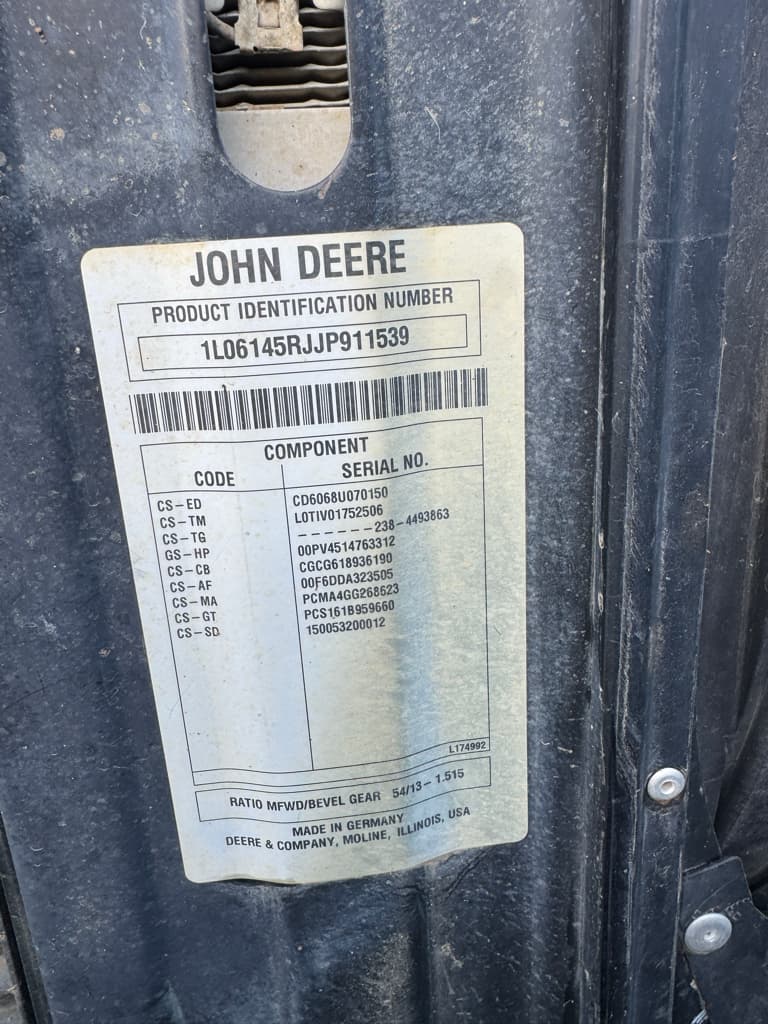 JOHN DEERE
PRODUCT IDENTIFICATION NUMBER
1L06145RJJP911539
COMPONENT
CODE SERIAL NO.
CS-ED CD6068U070150
CS-TM L0TIV01752506
CS-TG ------238-4493863
GS-HP 00PV4514763312
CS-CB CGCG618936190
CS-AF 00F6DDA323505
CS-MA PCMA4GG268623
CS-GT PCS161B959660
CS-SD 150053200012
L174992
RATIO MFWD/BEVEL GEAR 54/13-1.515
MADE IN GERMANY
DEERE & COMPANY, MOLINE, ILLINOIS, USA